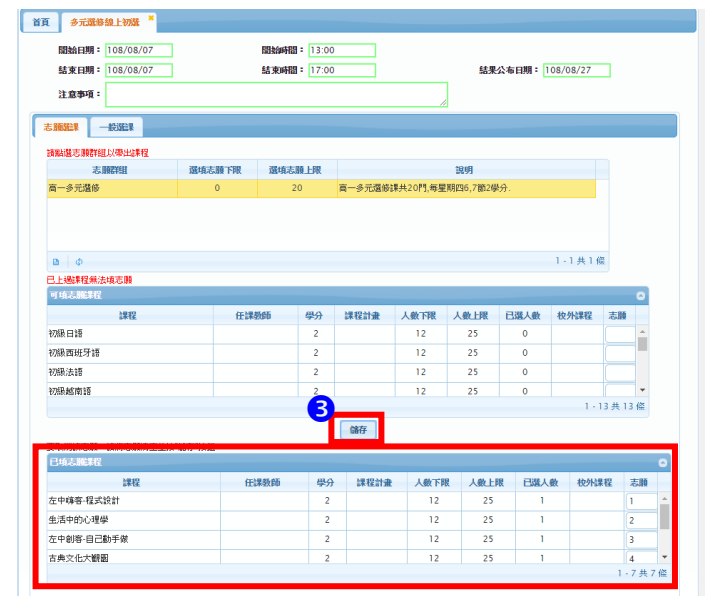 首頁 多元選修線上初選
開始日期： 108/08/07 開始時間： 13:00
結束日期： 108/08/07 結束時間： 17:00 結果公布日期： 108/08/27
注意事項：
志願選課 一般選課
請點選志願群組以帶出課程
志願群組 選填志願下限 選填志願上限 說明
高一多元選修 0 20 高一多元選修課共20門,每星期四6,7節2學分.
1 - 1 共 1 條
已上過課程無法填志願
可填志願課程
課程 任課教師 學分 課程計畫 人數下限 人數上限 已選人數 校外課程 志願
初級日語 2 12 25 0
初級西班牙語 2 12 25 0
初級法語 2 12 25 0
初級越南語 2 12 25 0
1 - 13 共 13 條
3
儲存
已填志願課程
課程 任課教師 學分 課程計畫 人數下限 人數上限 已選人數 校外課程 志願
左中嗨客-程式設計 2 12 25 1 1
生活中的心理學 2 12 25 1 2
左中創客-自己動手做 2 12 25 1 3
古典文化大觀園 2 12 25 1 4
1 - 7 共 7 條